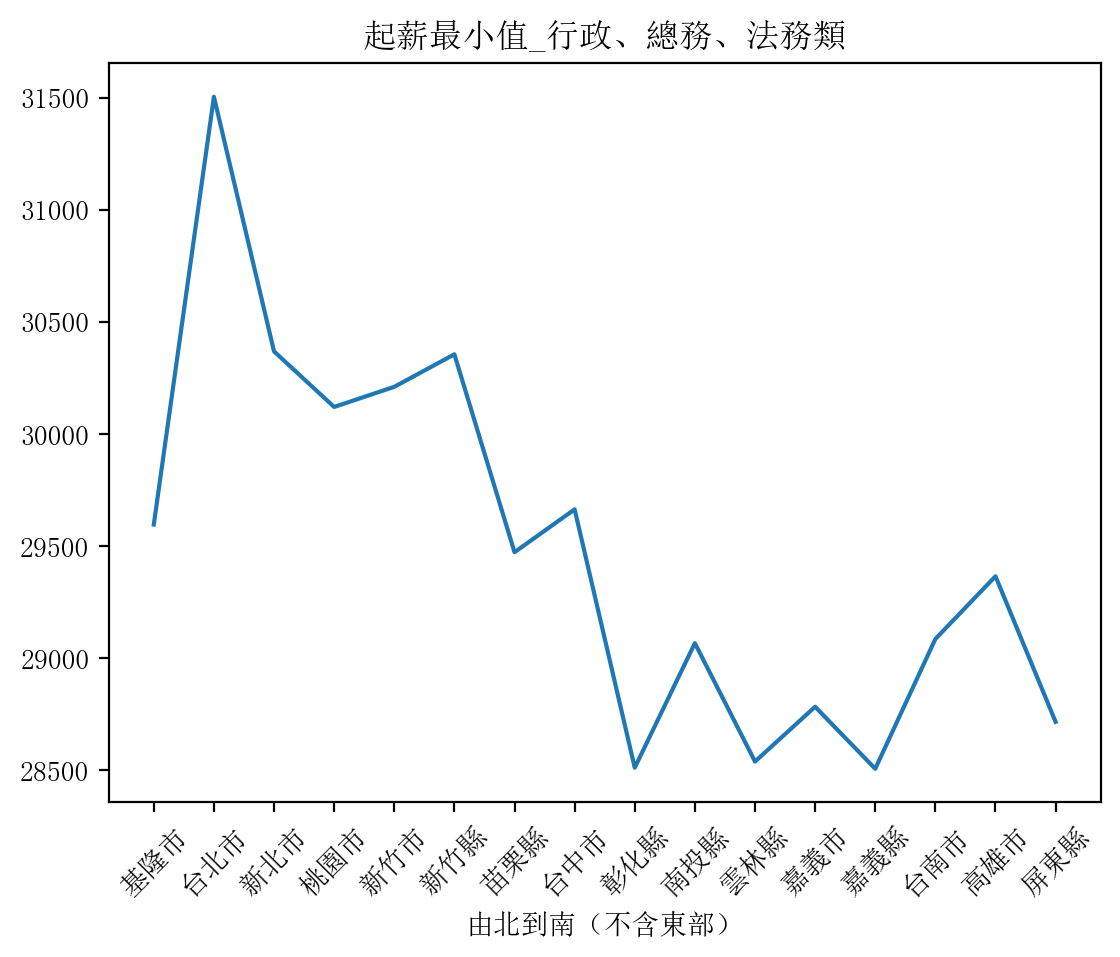 起薪最小值_行政、總務、法務類
31500
31000
30500
30000
29500
29000
28500
基隆市
台北市
新北市
桃園市
新竹市
新竹縣
苗栗縣
台中市
彰化縣
南投縣
雲林縣
嘉義市
嘉義縣
台南市
高雄市
屏東縣
由北到南（不含東部）